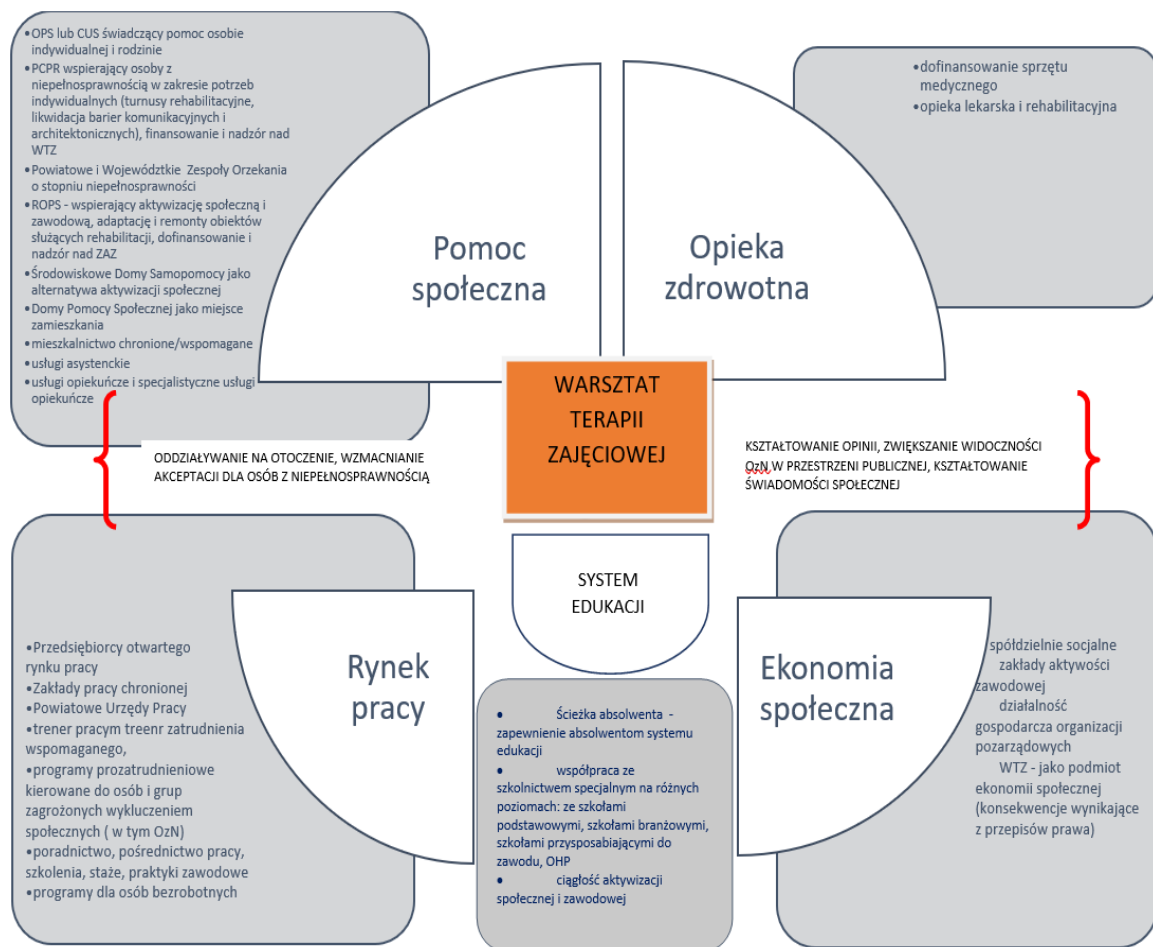 •OPS lub CUS świadczący pomoc osobie
indywidualnej i rodzinie
•PCPR wspierający osoby z
niepełnosprawnością w zakresie potrzeb
indywidualnych (turnusy rehabilitacyjne,
likwidacja barier komunikacyjnych i
architektonicznych), finansowanie i nadzór nad
WTZ
•Powiatowe i Województkie Zespoły Orzekania
o stopniu niepełnosprawności
•ROPS - wspierający aktywizację społeczną i
zawodową, adaptację i remonty obiektów
służących rehabilitacji, dofinansowanie i
nadzór nad ZAZ
•Środowiskowe Domy Samopomocy jako
alternatywa aktywizacji społecznej
•Domy Pomocy Społecznej jako miejsce
zamieszkania
•mieszkalnictwo chronione/wspomagane
•usługi asystenckie
•usługi opiekuńcze i specjalistyczne usługi
opiekuńcze
Pomoc
społeczna
Opieka
zdrowotna
•dofinansowanie sprzętu
medycznego
•opieka lekarska i rehabilitacyjna
WARSZTAT
TERAPII
ZAJĘCIOWEJ
ODDZIAŁYWANIE NA OTOCZENIE, WZMACNIANIE
AKCEPTACJI DLA OSÓB Z NIEPEŁNOSPRAWNOŚCIĄ
KSZTAŁTOWANIE OPINII, ZWIĘKSZANIE WIDOCZNOŚCI
OzN W PRZESTRZENI PUBLICZNEJ, KSZTAŁTOWANIE
ŚWIADOMOŚCI SPOŁECZNEJ
SYSTEM
EDUKACJI
Rynek
pracy
•Przedsiębiorcy otwartego
rynku pracy
•Zakłady pracy chronionej
•Powiatowe Urzędy Pracy
•trener pracym treenr zatrudnienia
wspomaganego,
•programy prozatrudnieniowe
kierowane do osób i grup
zagrożonych wykluczeniem
społecznych ( w tym OzN)
•poradnictwo, pośrednictwo pracy,
szkolenia, staże, praktyki zawodowe
•programy dla osób bezrobotnych
• Ścieżka absolwenta -
zapewnienie absolwentom systemu
edukacji
• współpraca ze
szkolnictwem specjalnym na różnych
poziomach: ze szkołami
podstawowymi, szkołami branżowymi,
szkołami przysposabiającymi do
zawodu, OHP
• ciągłość aktywizacji
społecznej i zawodowej
Ekonomia
społeczna
spółdzielnie socjalne
zakłady aktywości
zawodowej
działalność
gospodarcza organizacji
pozarządowych
WTZ - jako podmiot
ekonomii społecznej
(konsekwencje wynikające
z przepisów prawa)